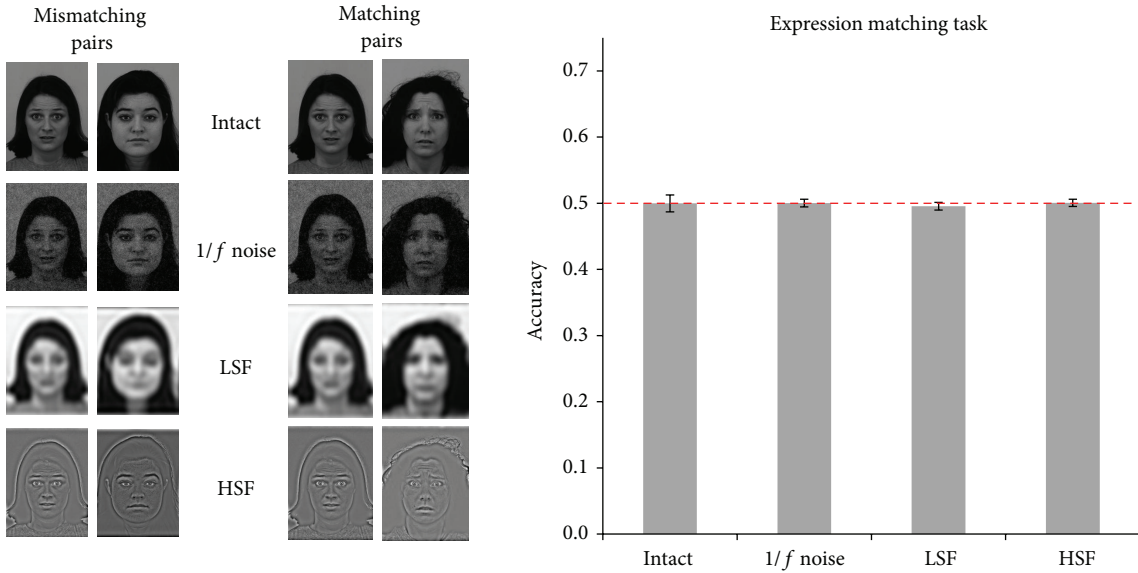 Mismatching
pairs
Matching
pairs
Intact
1/f noise
LSF
HSF
Expression matching task
Accuracy
0.7
0.6
0.5
0.4
0.3
0.2
0.1
0.0
Intact
1/f noise
LSF
HSF